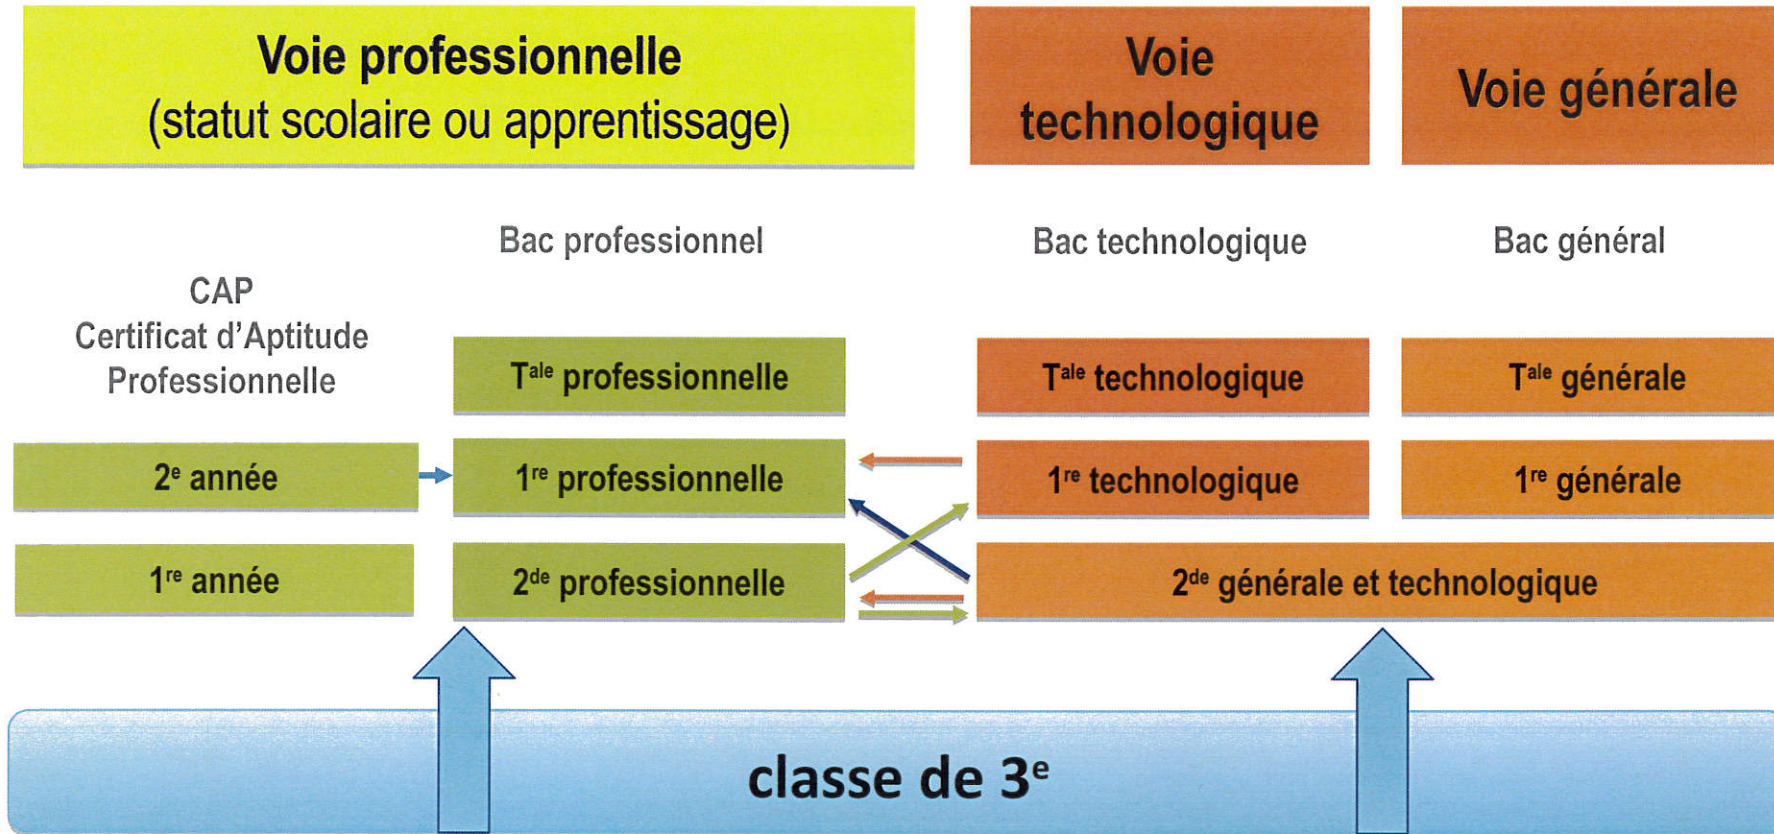 Voie professionnelle
(statut scolaire ou apprentissage)
Voie
technologique
Voie générale
Bac professionnel
Bac technologique
Bac général
CAP
Certificat d’Aptitude
Professionnelle
Tale professionnelle
Tale technologique
Tale générale
2e année
1re professionnelle
1re technologique
1re générale
1re année
2de professionnelle
2de générale et technologique
classe de 3e